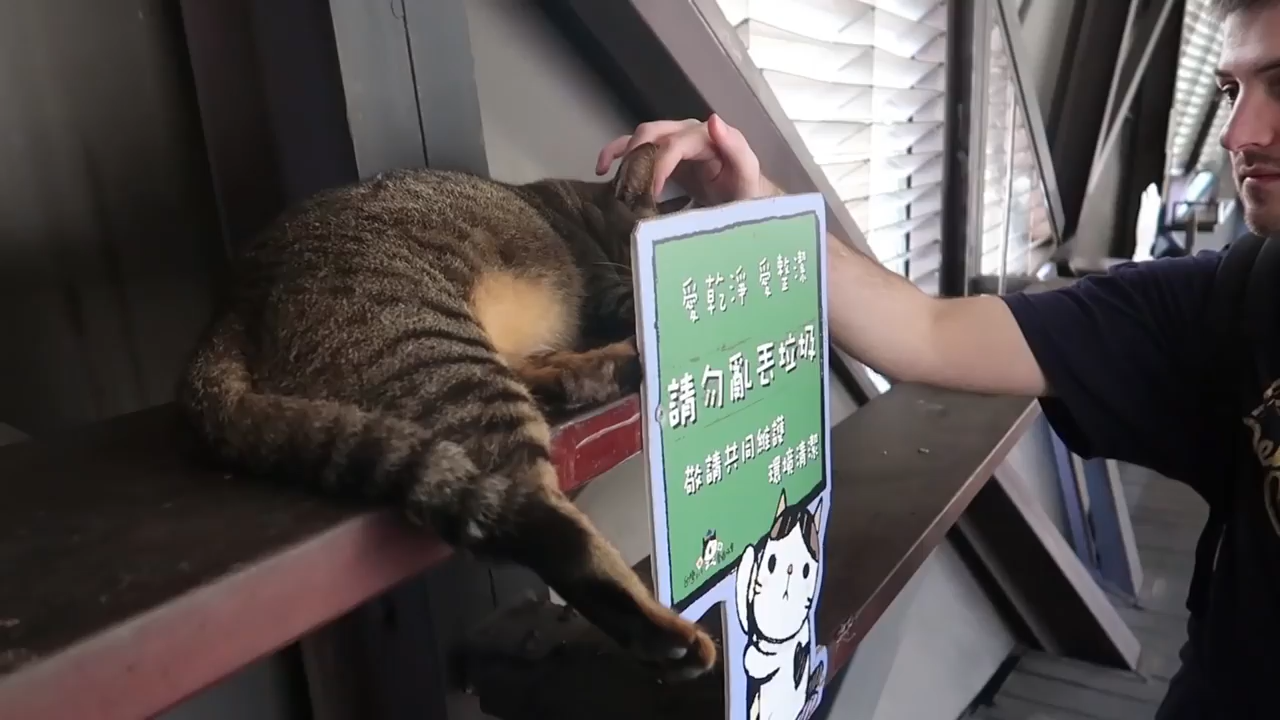 愛乾淨 愛整潔
請勿亂丟垃圾
敬請共同維護
環境清潔